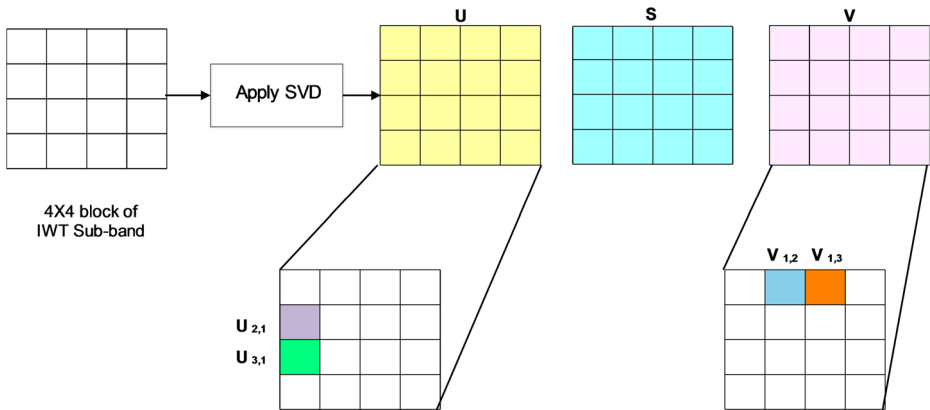 U
S
V
Apply SVD
4X4 block of
IWT Sub-band
V 1,2
V 1,3
U 2,1
U 3,1